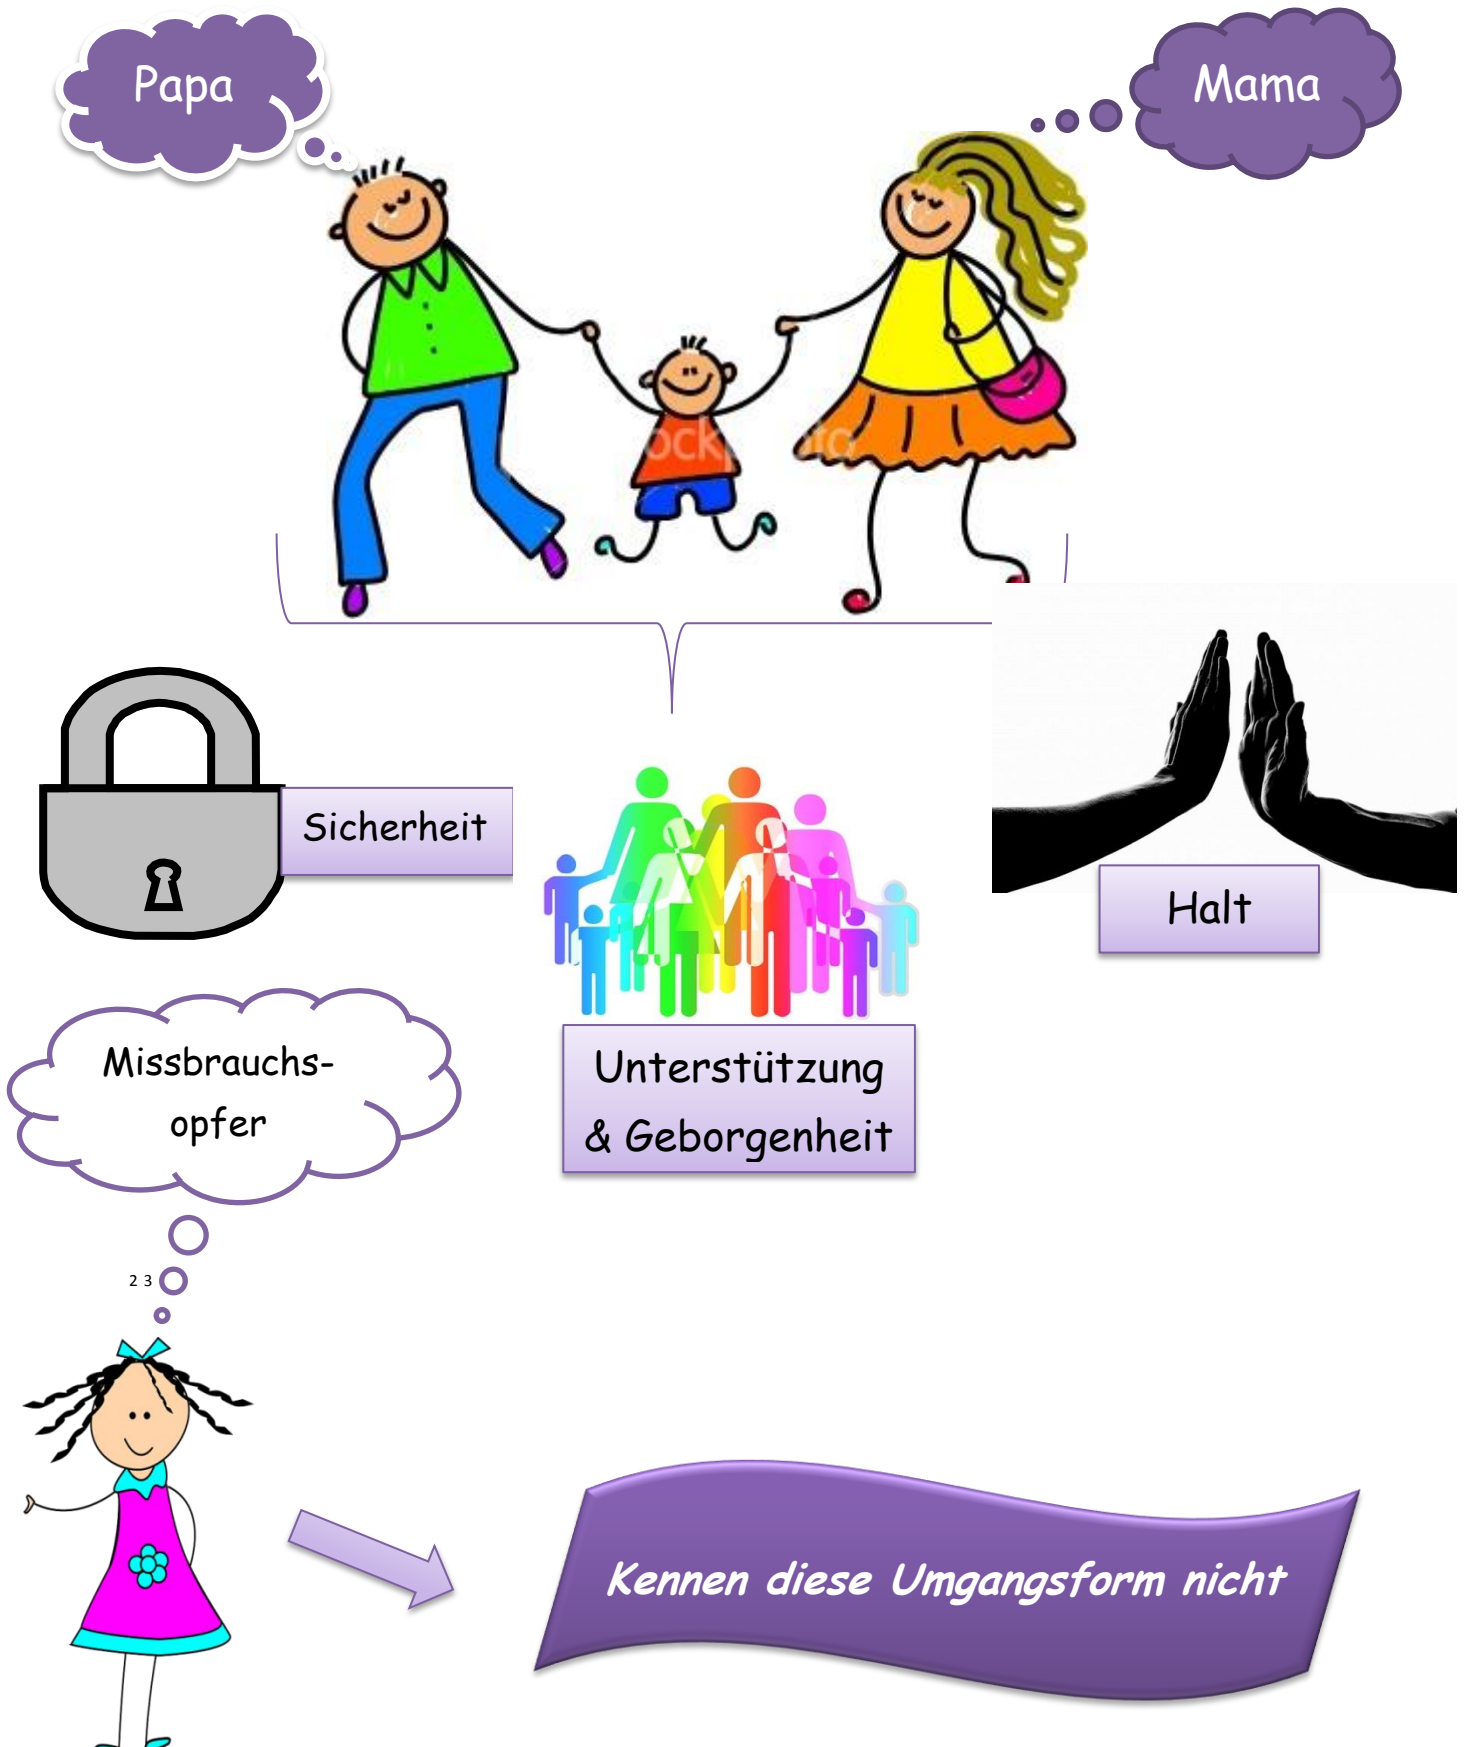 Papa
Mama
Sicherheit
Halt
Unterstützung
& Geborgenheit
Missbrauchs-
opfer
2 3
Kennen diese Umgangsform nicht